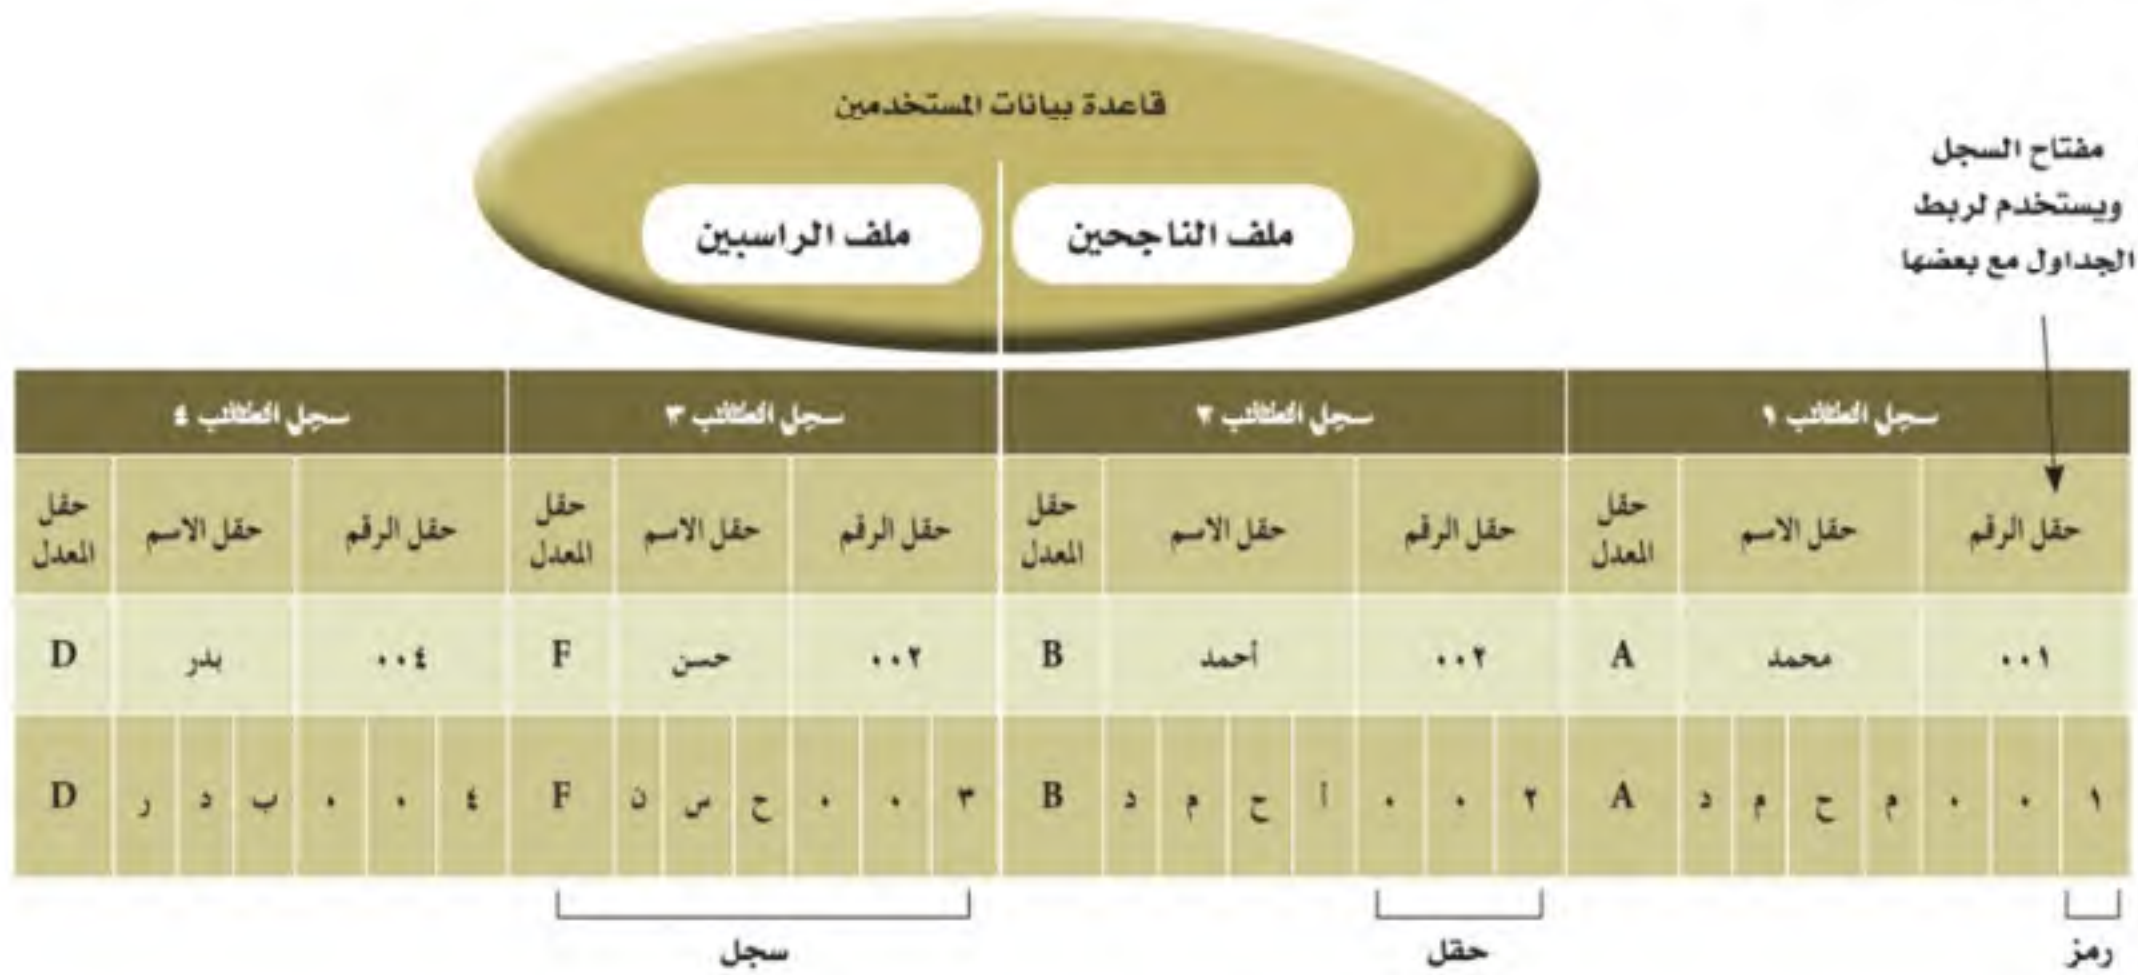 قاعدة بيانات المستخدمين
ملف الناجحين
ملف الراسبين
مفتاح السجل
ويستخدم لربط
الجداول مع بعضها
سجل الطالب ١ سجل الطالب ٢ سجل الطالب ٣ سجل الطالب ٤
حقل الرقم حقل الاسم حقل المعدل حقل الرقم حقل الاسم حقل المعدل حقل الرقم حقل الاسم حقل المعدل حقل الرقم حقل الاسم حقل المعدل
٠٠١ محمد A ٠٠٢ أحمد B ٠٠٢ حسن F ٠٠٤ بدر D
١ ٠ ٠ م ح م د A ٢ ٠ ٠ أ ح م د B ٣ ٠ ٠ ح س ن F ٤ ٠ ٠ ب د ر D
رمز حقل سجل